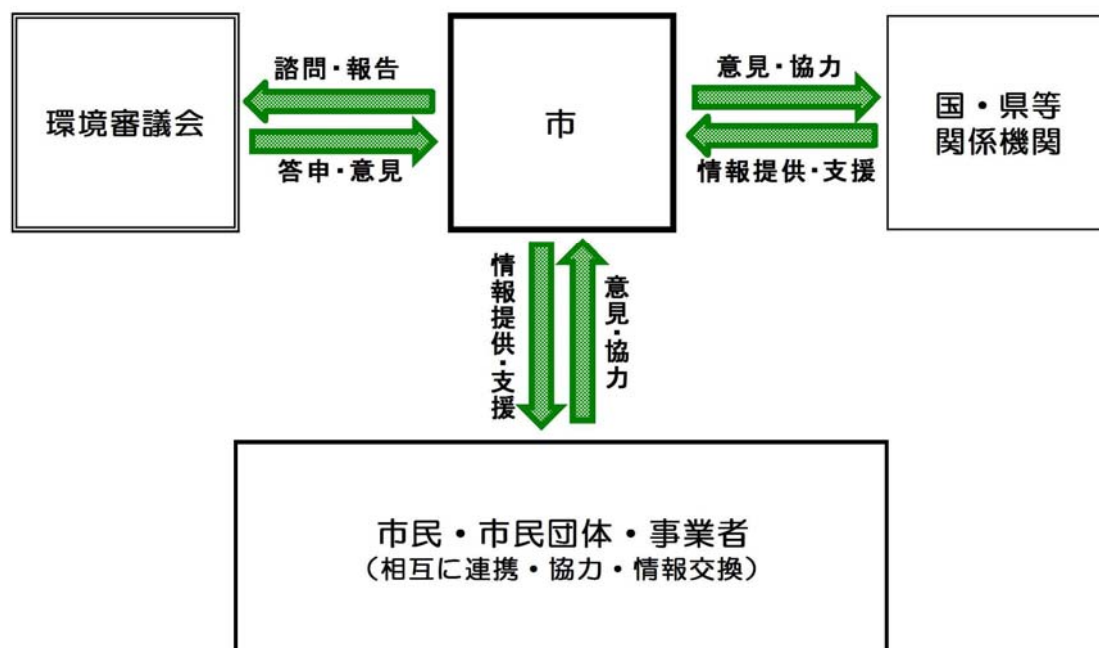 諮問・報告
環境審議会
答申・意見
市
意見・協力
国・県等
関係機関
情報提供・支援
情報提供・支援
意見・協力
市民・市民団体・事業者
（相互に連携・協力・情報交換）